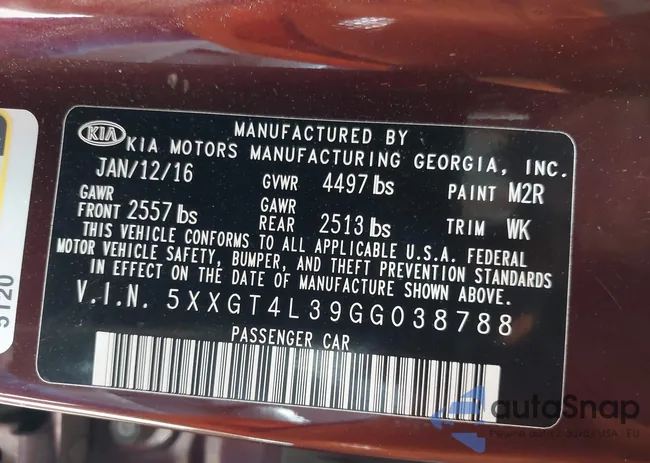 MANUFACTURED BY
KIA KIA MOTORS MANUFACTURING GEORGIA, INC.
JAN/12/16 GVWR 4497 lbs PAINT M2R
GAWR GAWR
FRONT 2557 lbs REAR 2513 lbs TRIM WK
THIS VEHICLE CONFORMS TO ALL APPLICABLE U.S.A. FEDERAL
MOTOR VEHICLE SAFETY, BUMPER, AND THEFT PREVENTION STANDARDS
IN EFFECT ON THE DATE OF MANUFACTURE SHOWN ABOVE.
V.I.N. 5XXGT4L39GG038788
PASSENGER CAR
autoSnap